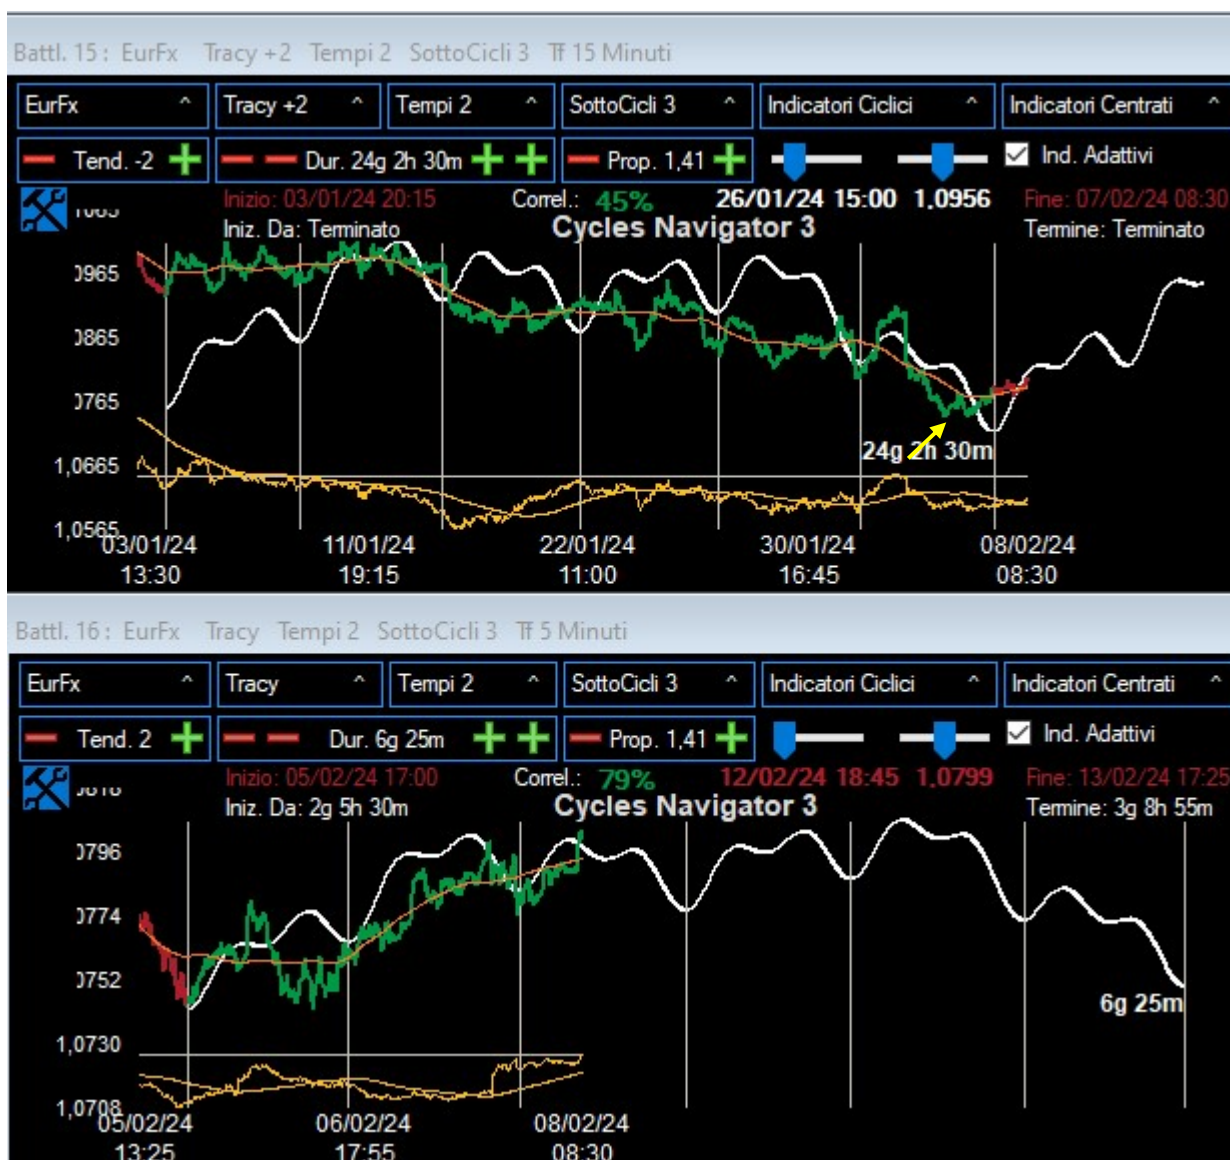 Battl. 15 : EurFx Tracy +2 Tempi 2 SottoCicli 3 Tf 15 Minuti
EurFx ^ Tracy +2 ^ Tempi 2 ^ SottoCicli 3 ^ Indicatori Ciclici ^ Indicatori Centrati ^
Tend. -2 Dur. 24g 2h 30m Prop. 1,41 Ind. Adattivi
Inizio: 03/01/24 20:15 Correl.: 45% 26/01/24 15:00 1.0956 Fine: 07/02/24 08:30
Iniz. Da: Terminato Cycles Navigator 3 Termine: Terminato
0965
0865
0765
24g 2h 30m
1,0665
1,0565
03/01/24 11/01/24 22/01/24 30/01/24 08/02/24
13:30 19:15 11:00 16:45 08:30
Battl. 16 : EurFx Tracy Tempi 2 SottoCicli 3 Tf 5 Minuti
EurFx ^ Tracy ^ Tempi 2 ^ SottoCicli 3 ^ Indicatori Ciclici ^ Indicatori Centrati ^
Tend. 2 Dur. 6g 25m Prop. 1,41 Ind. Adattivi
Inizio: 05/02/24 17:00 Correl.: 79% 12/02/24 18:45 1.0799 Fine: 13/02/24 17:25
Iniz. Da: 2g 5h 30m Cycles Navigator 3 Termine: 3g 8h 55m
0796
0774
0752
6g 25m
1,0730
1,0708
05/02/24 06/02/24 08/02/24
13:25 17:55 08:30